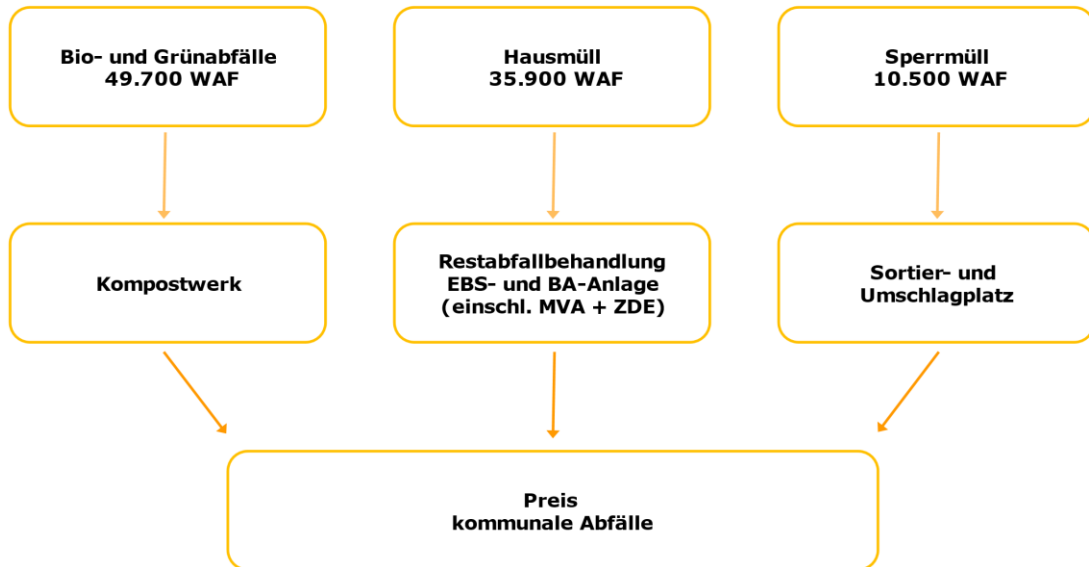 Bio- und Grünabfälle
49.700 WAF
Hausmüll
35.900 WAF
Sperrmüll
10.500 WAF
Kompostwerk
Restabfallbehandlung
EBS- und BA-Anlage
(einschl. MVA + ZDE)
Sortier- und
Umschlagplatz
Preis
kommunale Abfälle